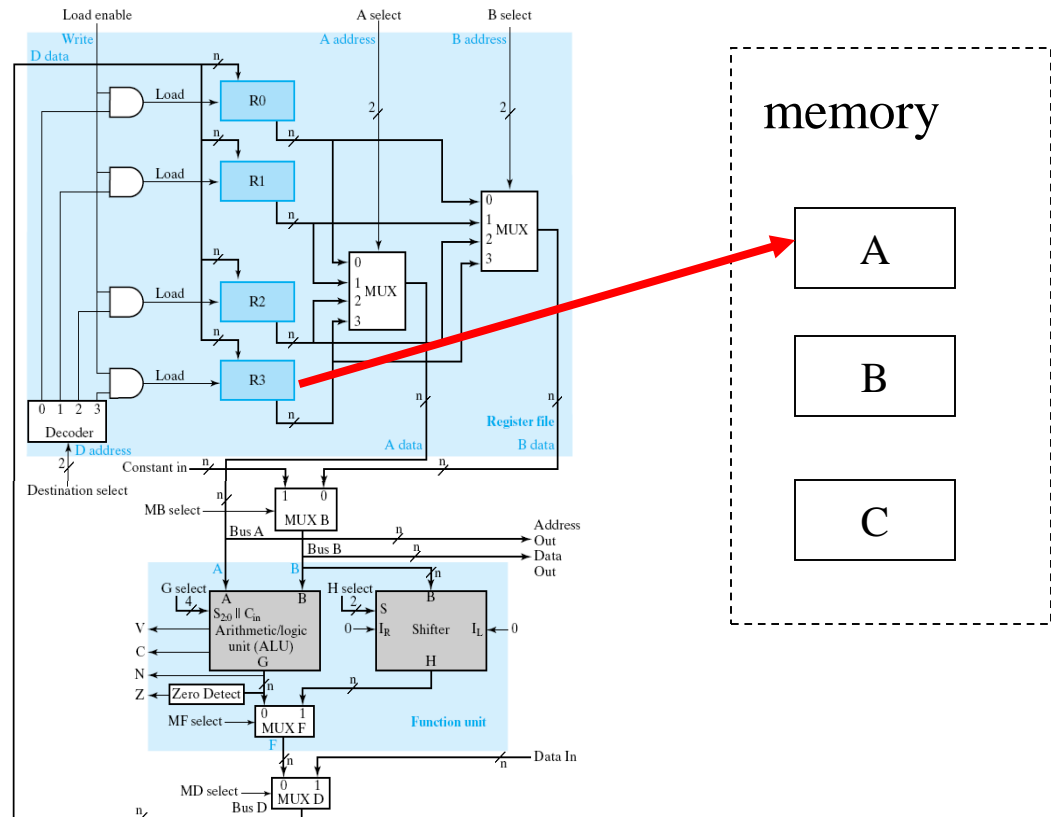 Load enable
A select
B select
Write
A address
B address
D data
n
Load
R0
n
2
2
n
Load
R1
n
0
1
2
3
MUX
n
Load
R2
n
0
1
2
3
MUX
n
Load
R3
n
n
n
0 1 2 3
Decoder
D address
2
Destination select
Register file
A data
B data
Constant in
n
n
n
1 0
MUX B
MB select
Bus A
n
Address
Out
Bus B
n
Data
Out
A
B
n
G select
4
H select
2
A
B
S2:0 || Cin
Arithmetic/logic
unit (ALU)
G
B
S
0
IR
Shifter
IL
0
H
V
C
N
Z
Zero Detect
n
n
0 1
MUX F
MF select
Function unit
F
n
n
Data In
0 1
MUX D
MD select
Bus D
n
memory
A
B
C